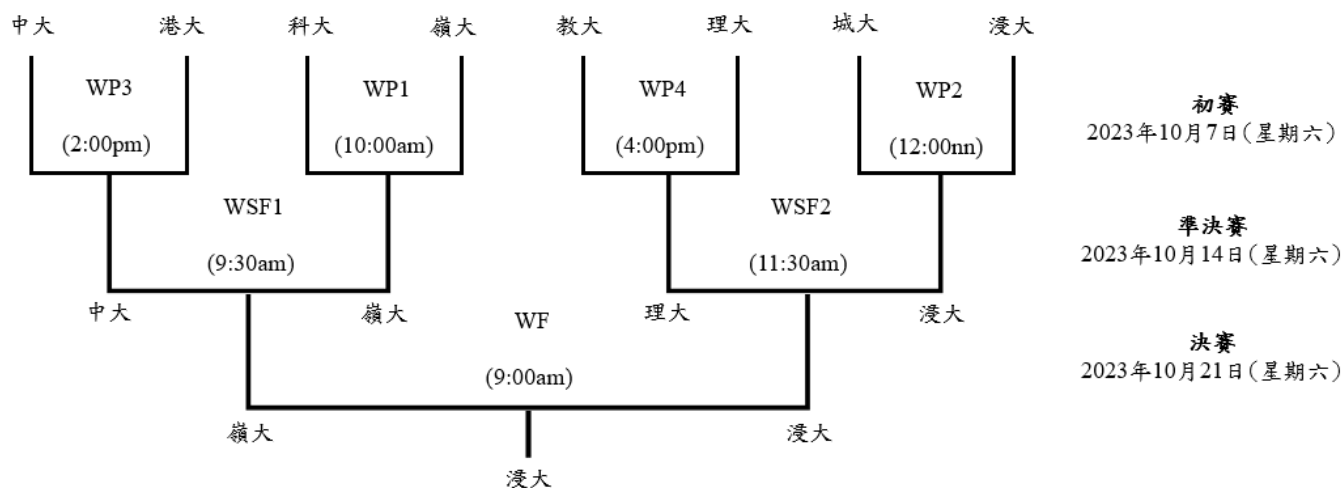 中大 港大 科大 嶺大 教大 理大 城大 浸大
WP3 WP1 WP4 WP2
初賽
2023年10月7日(星期六)
(2:00pm) (10:00am) (4:00pm) (12:00nn)
WSF1 WSF2
準決賽
2023年10月14日(星期六)
(9:30am) (11:30am)
中大 嶺大 理大 浸大
WF
決賽
2023年10月21日(星期六)
(9:00am)
嶺大 浸大
浸大